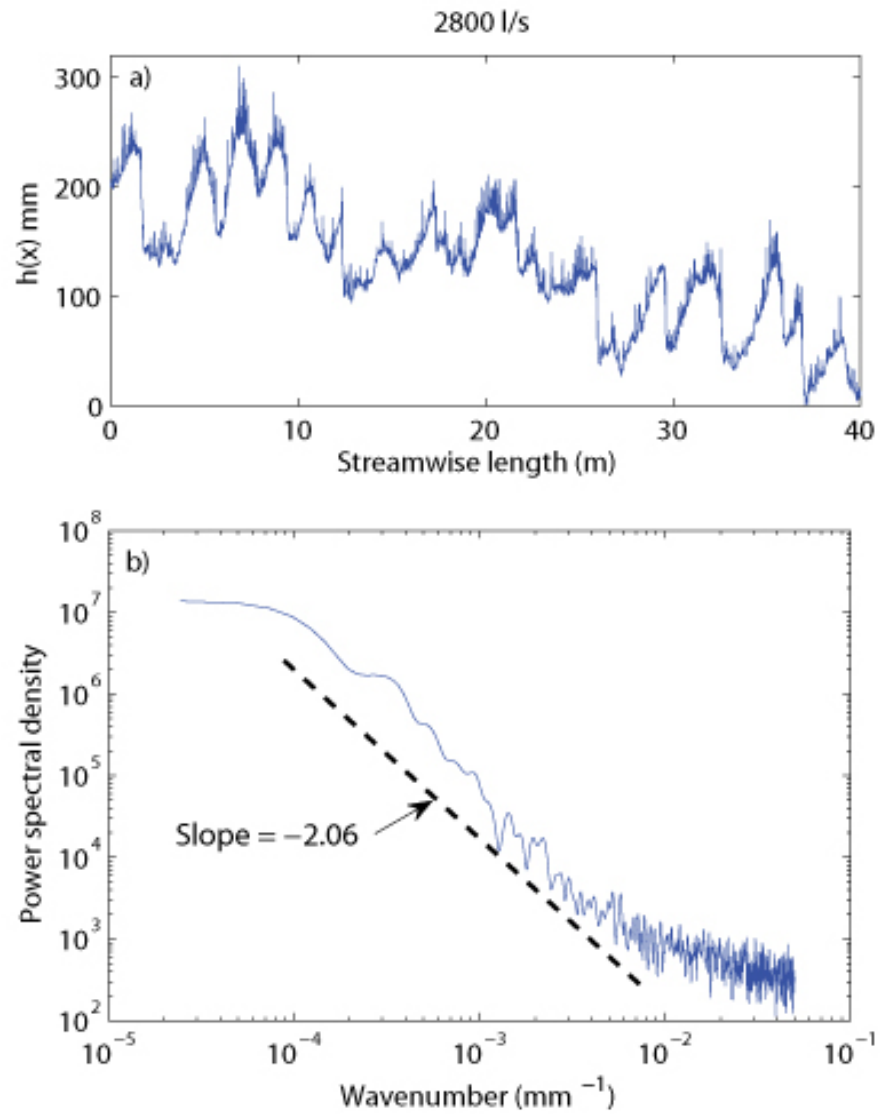 2800 l/s
a)
300
200
100
0
h(x) mm
0 10 20 30 40
Streamwise length (m)
b)
10⁸
10⁷
10⁶
10⁵
10⁴
10³
10²
Power spectral density
Slope = −2.06
10⁻⁵ 10⁻⁴ 10⁻³ 10⁻² 10⁻¹
Wavenumber (mm ⁻¹)